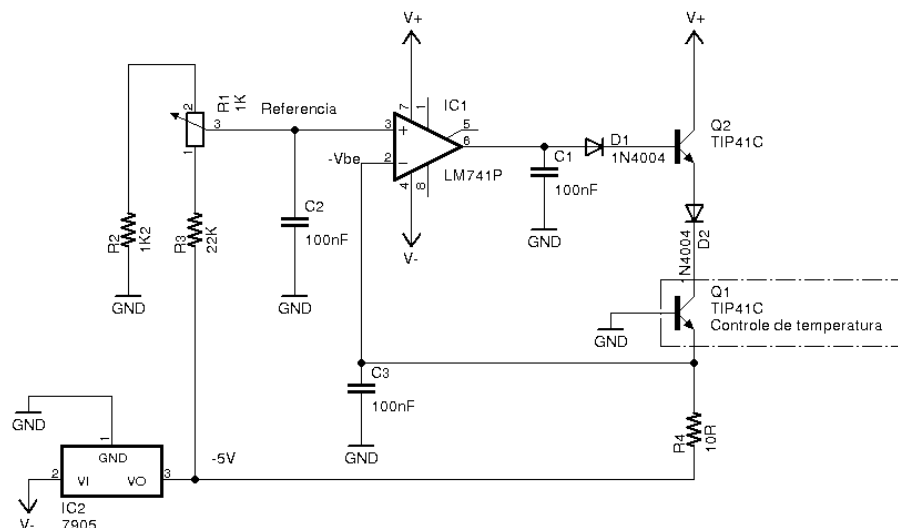 V+
V+
R1
1K
2
3
1
Referencia
7
1
IC1
5
3
+
6
-Vbe
2
−
4
8
LM741P
D1
1N4004
Q2
TIP41C
C1
100nF
GND
C2
100nF
GND
V-
R2
1K2
GND
R3
22K
1N4004
D2
Q1
TIP41C
Controle de temperatura
GND
C3
100nF
GND
R4
10R
GND
1
GND
2
VI
VO
3
-5V
IC2
7905
V-